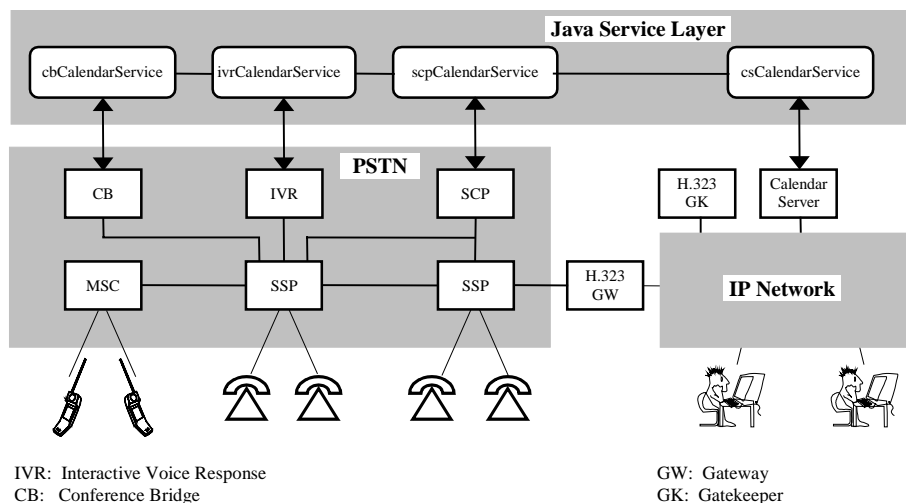 Java Service Layer
cbCalendarService
ivrCalendarService
scpCalendarService
csCalendarService
PSTN
CB
IVR
SCP
H.323
GK
Calendar
Server
MSC
SSP
SSP
H.323
GW
IP Network
IVR: Interactive Voice Response
CB: Conference Bridge
GW: Gateway
GK: Gatekeeper